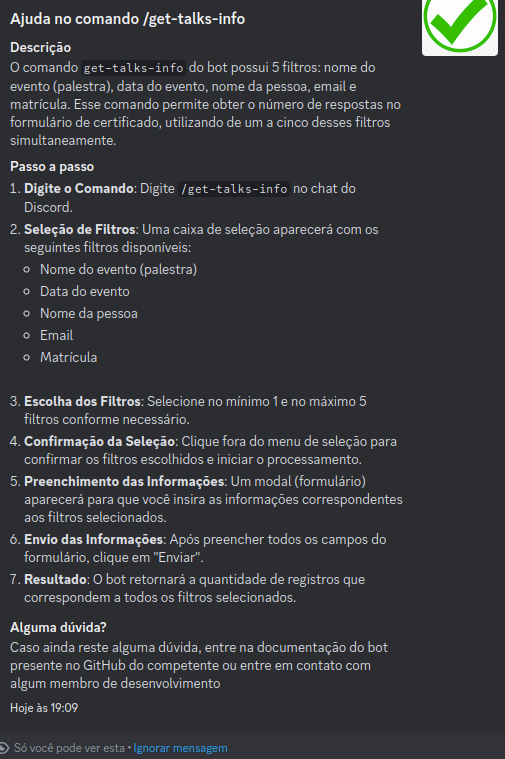 Ajuda no comando /get-talks-info
Descrição
O comando get-talks-info do bot possui 5 filtros: nome do
evento (palestra), data do evento, nome da pessoa, email e
matrícula. Esse comando permite obter o número de respostas no
formulário de certificado, utilizando de um a cinco desses filtros
simultaneamente.
Passo a passo
1. Digite o Comando: Digite /get-talks-info no chat do
Discord.
2. Seleção de Filtros: Uma caixa de seleção aparecerá com os
seguintes filtros disponíveis:
◦ Nome do evento (palestra)
◦ Data do evento
◦ Nome da pessoa
◦ Email
◦ Matrícula
3. Escolha dos Filtros: Selecione no mínimo 1 e no máximo 5
filtros conforme necessário.
4. Confirmação da Seleção: Clique fora do menu de seleção para
confirmar os filtros escolhidos e iniciar o processamento.
5. Preenchimento das Informações: Um modal (formulário)
aparecerá para que você insira as informações correspondentes
aos filtros selecionados.
6. Envio das Informações: Após preencher todos os campos do
formulário, clique em "Enviar".
7. Resultado: O bot retornará a quantidade de registros que
correspondem a todos os filtros selecionados.
Alguma dúvida?
Caso ainda reste alguma dúvida, entre na documentação do bot
presente no GitHub do competente ou entre em contato com
algum membro de desenvolvimento
Hoje às 19:09
Só você pode ver esta • Ignorar mensagem